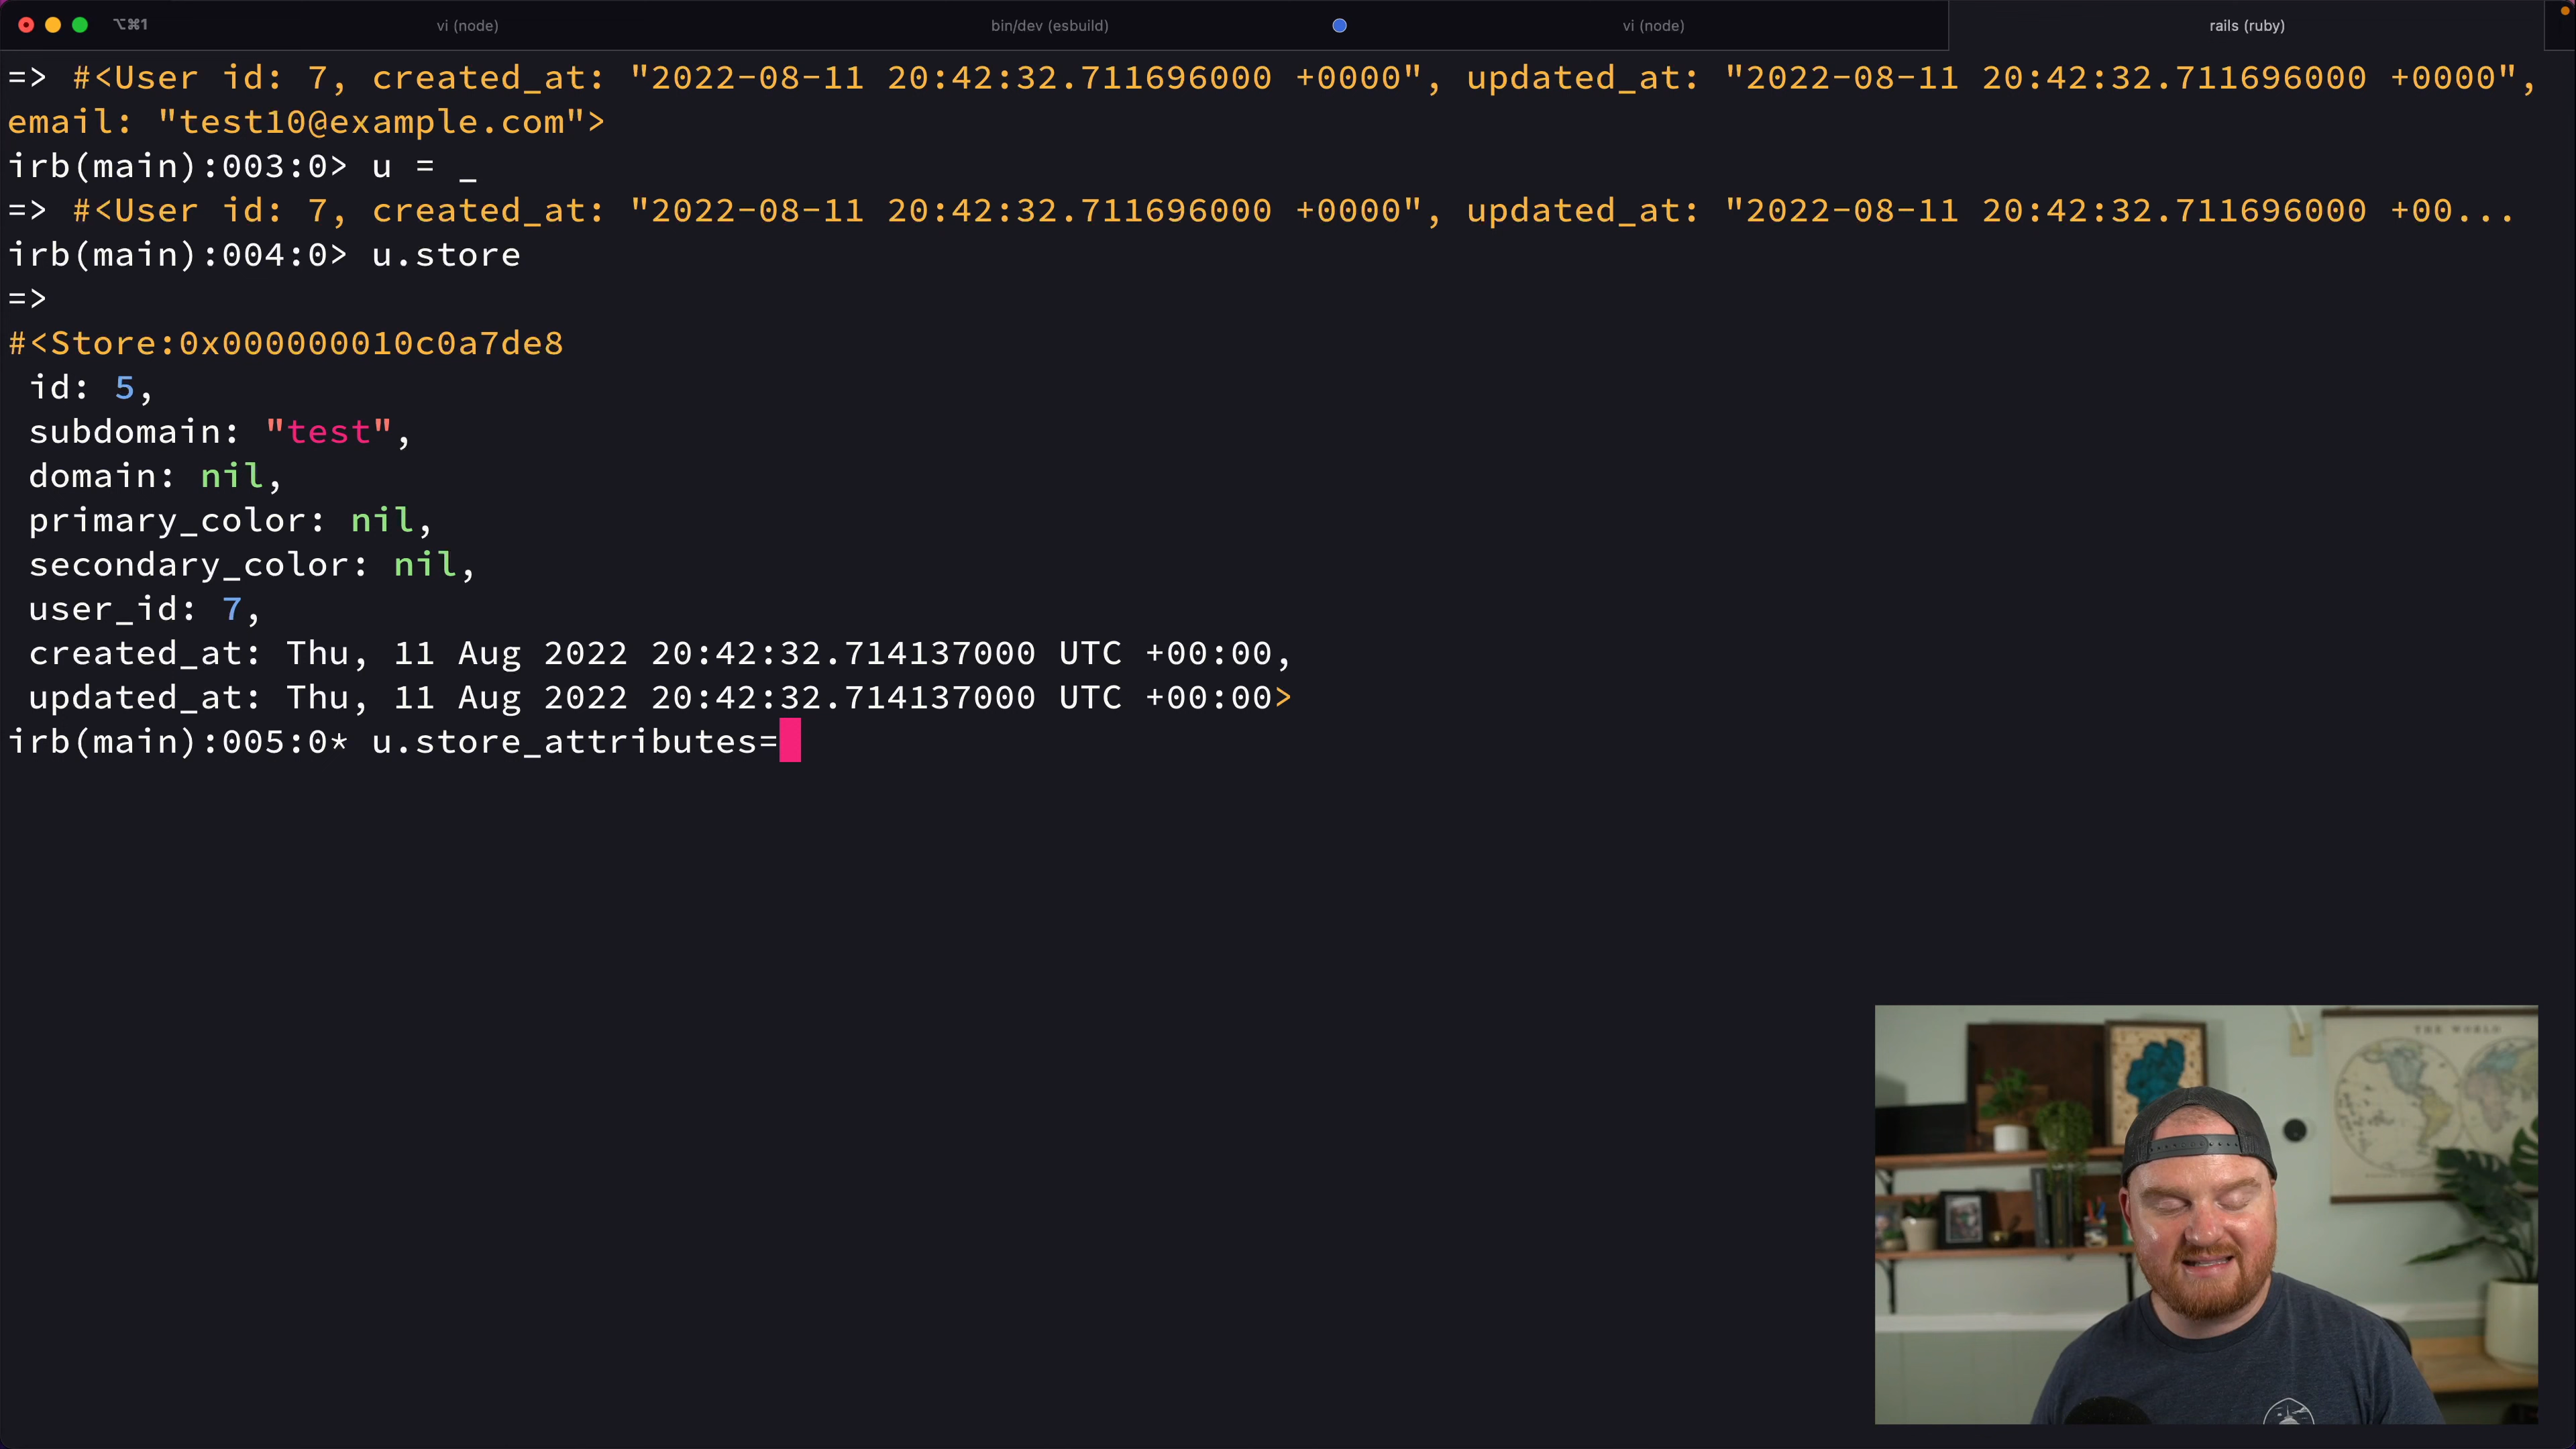 ⌥⌘1
vi (node)
bin/dev (esbuild)
vi (node)
rails (ruby)
=> #<User id: 7, created_at: "2022-08-11 20:42:32.711696000 +0000", updated_at: "2022-08-11 20:42:32.711696000 +0000",
email: "test10@example.com">
irb(main):003:0> u = _
=> #<User id: 7, created_at: "2022-08-11 20:42:32.711696000 +0000", updated_at: "2022-08-11 20:42:32.711696000 +00...
irb(main):004:0> u.store
=>
#<Store:0x000000010c0a7de8
id: 5,
subdomain: "test",
domain: nil,
primary_color: nil,
secondary_color: nil,
user_id: 7,
created_at: Thu, 11 Aug 2022 20:42:32.714137000 UTC +00:00,
updated_at: Thu, 11 Aug 2022 20:42:32.714137000 UTC +00:00>
irb(main):005:0* u.store_attributes=
THE WORLD